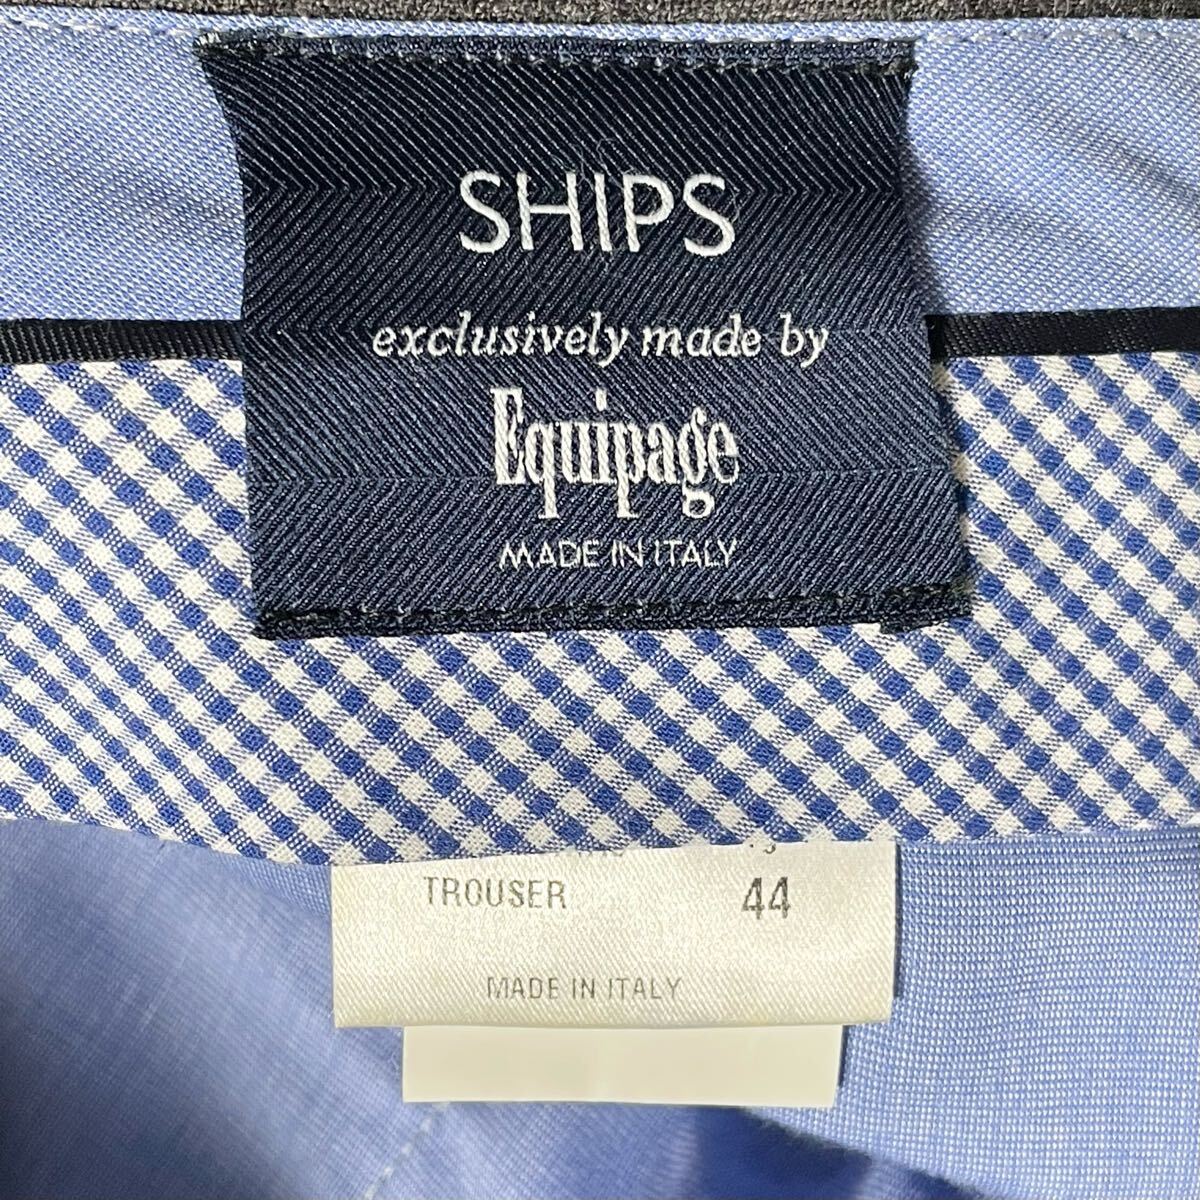 SHIPS
exclusively made by
Equipage
MADE IN ITALY
TROUSER 44
MADE IN ITALY